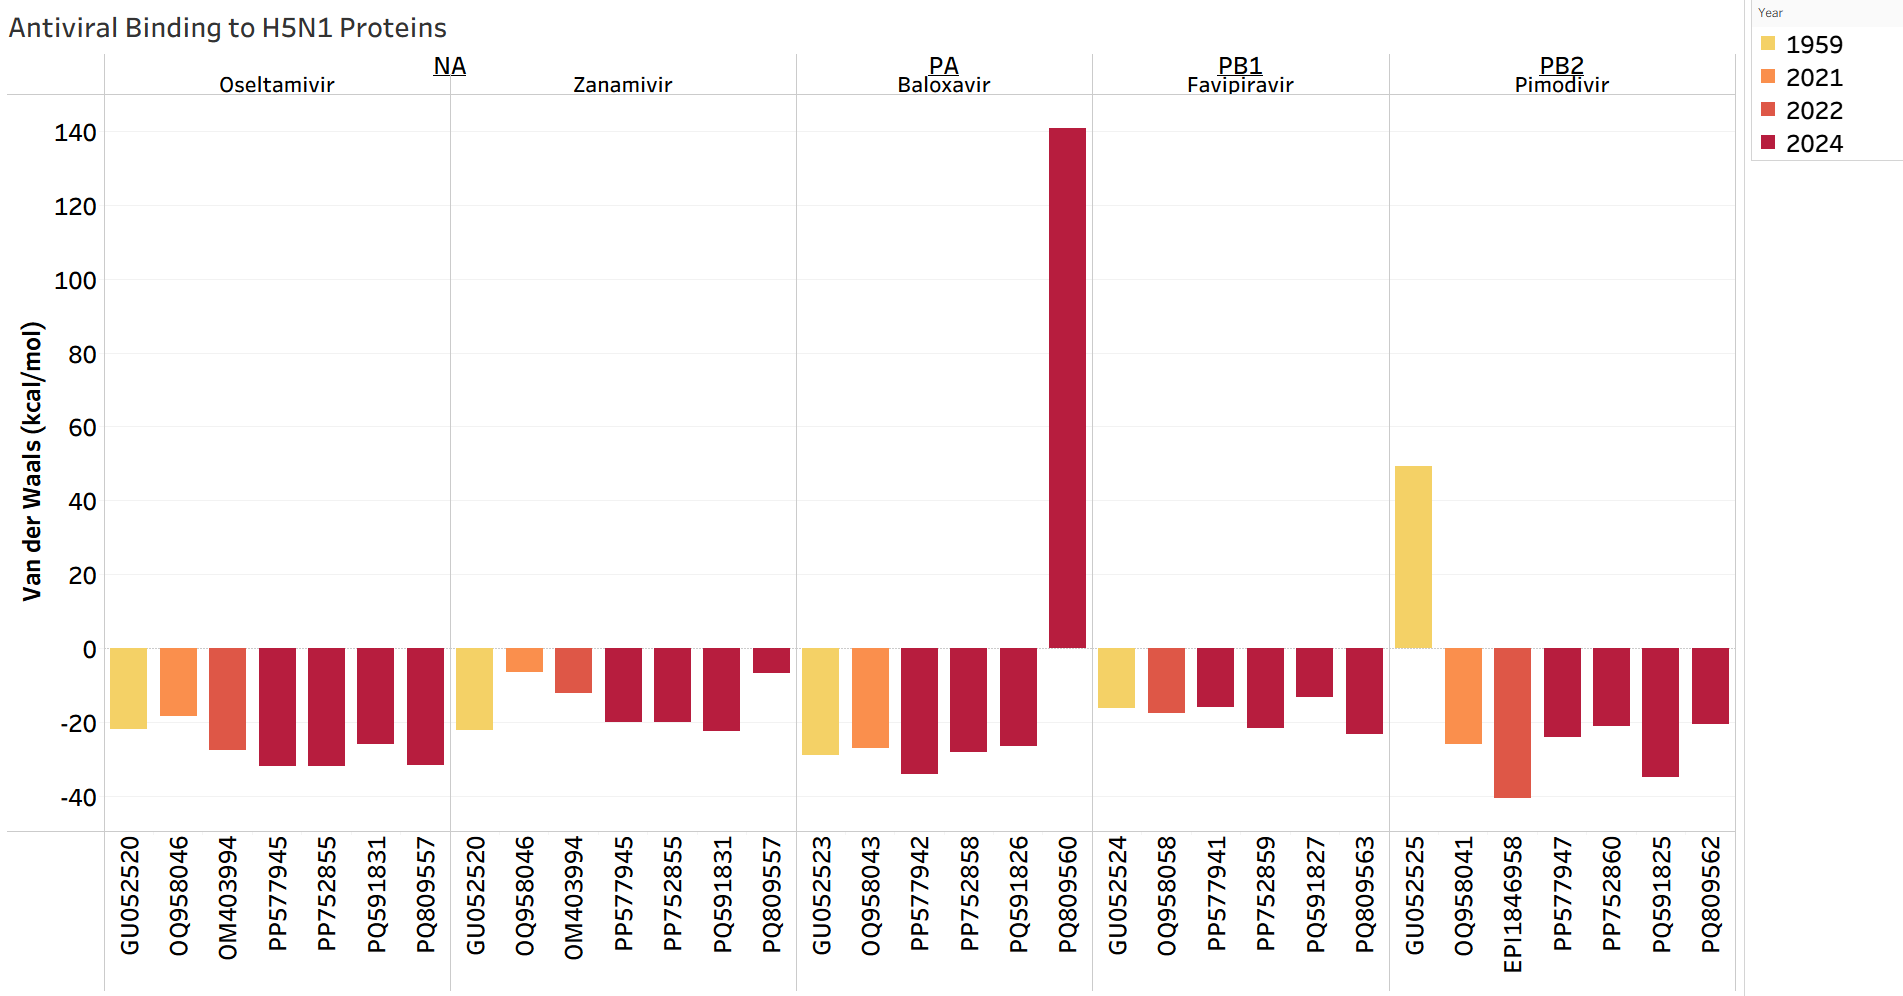 Antiviral Binding to H5N1 Proteins
Year
1959
2021
2022
2024
NA
PA
PB1
PB2
Oseltamivir
Zanamivir
Baloxavir
Favipiravir
Pimodivir
Van der Waals (kcal/mol)
140
120
100
80
60
40
20
0
-20
-40
GU052520
OQ958046
OM403994
PP577945
PP752855
PQ591831
PQ809557
GU052520
OQ958046
OM403994
PP577945
PP752855
PQ591831
PQ809557
GU052523
OQ958043
PP577942
PP752858
PQ591826
PQ809560
GU052524
OQ958058
PP577941
PP752859
PQ591827
PQ809563
GU052525
OQ958041
EPI1846958
PP577947
PP752860
PQ591825
PQ809562